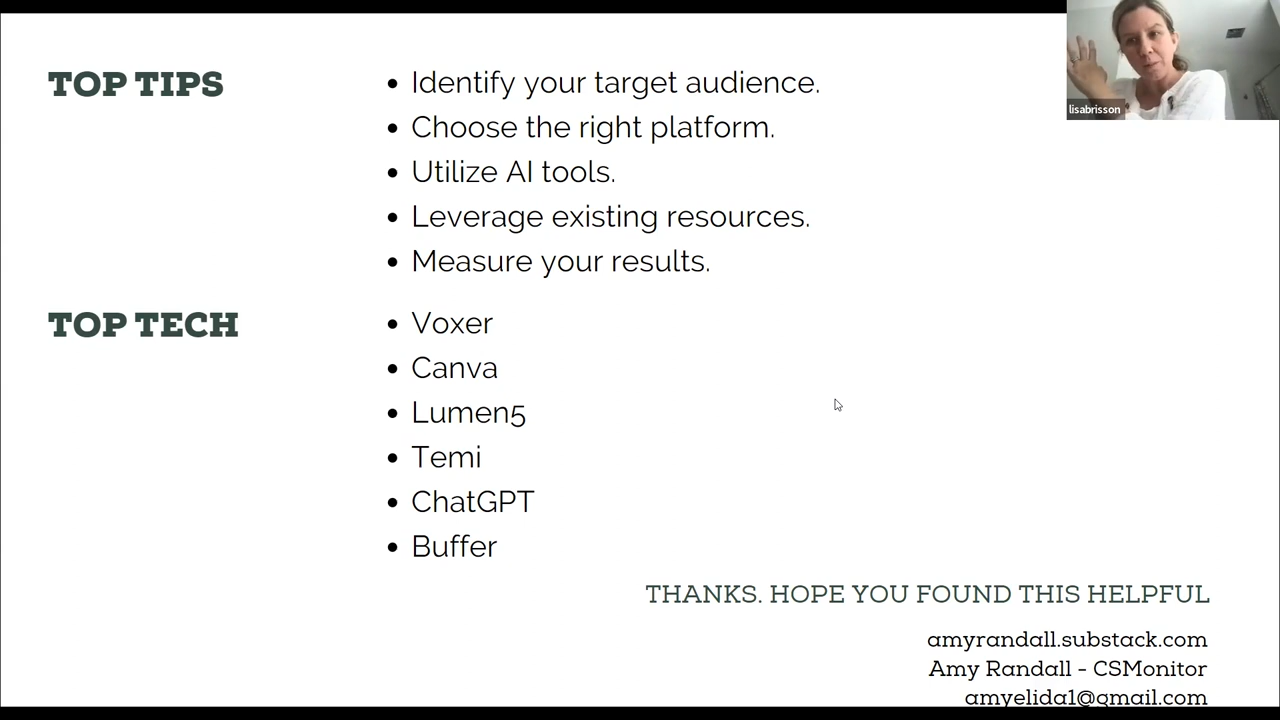 TOP TIPS
Identify your target audience.
Choose the right platform.
Utilize AI tools.
Leverage existing resources.
Measure your results.
TOP TECH
Voxer
Canva
Lumen5
Temi
ChatGPT
Buffer
THANKS. HOPE YOU FOUND THIS HELPFUL
amyrandall.substack.com
Amy Randall - CSMonitor
amyelida1@gmail.com
lisabrisson